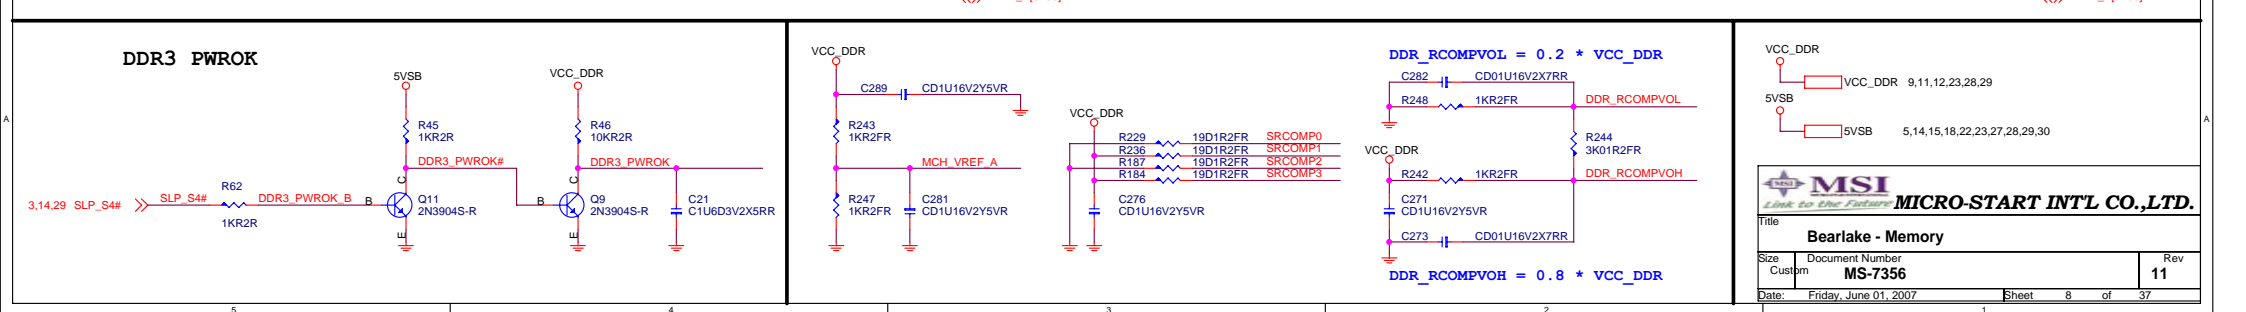 DDR3 PWROK
5VSB
VCC_DDR
R45
1KR2R
R46
10KR2R
DDR3_PWROK#
DDR3_PWROK
3,14,29 SLP_S4#
SLP_S4#
R62
1KR2R
DDR3_PWROK_B
B
C
E
Q11
2N3904S-R
B
C
E
Q9
2N3904S-R
C21
C1U6D3V2X5RR
VCC_DDR
C289 CD1U16V2Y5VR
R243
1KR2FR
MCH_VREF_A
R247
1KR2FR
C281
CD1U16V2Y5VR
VCC_DDR
R229 19D1R2FR SRCOMP0
R236 19D1R2FR SRCOMP1
R187 19D1R2FR SRCOMP2
R184 19D1R2FR SRCOMP3
C276
CD1U16V2Y5VR
DDR_RCOMPVOL = 0.2 * VCC_DDR
C282 CD01U16V2X7RR
R248 1KR2FR DDR_RCOMPVOL
R244
3K01R2FR
VCC_DDR
R242 1KR2FR DDR_RCOMPVOH
C271
CD1U16V2Y5VR
C273 CD01U16V2X7RR
DDR_RCOMPVOH = 0.8 * VCC_DDR
VCC_DDR
VCC_DDR 9,11,12,23,28,29
5VSB
5VSB 5,14,15,18,22,23,27,28,29,30
A
A
MSI
MSI
Link to the Future
MICRO-START INT'L CO.,LTD.
Title
Bearlake - Memory
Size
Custom
Document Number
MS-7356
Rev
11
Date: Friday, June 01, 2007
Sheet 8 of 37
5 4 3 2 1